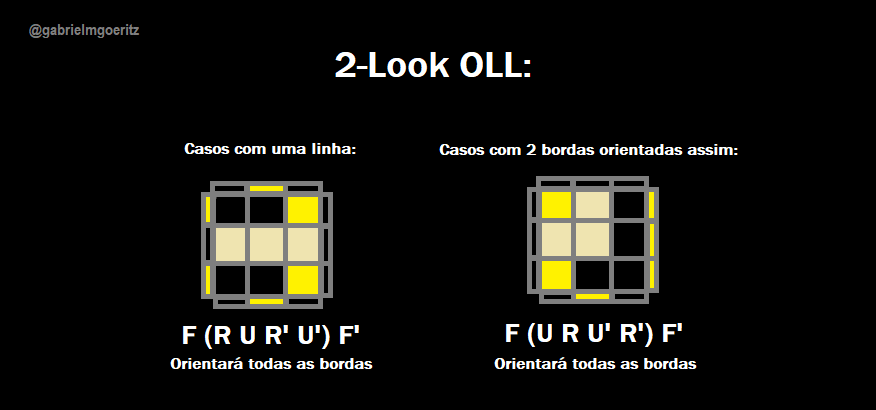 @gabrielmgoeritz
2-Look OLL:
Casos com uma linha:
F (R U R' U') F'
Orientará todas as bordas
Casos com 2 bordas orientadas assim:
F (U R U' R') F'
Orientará todas as bordas